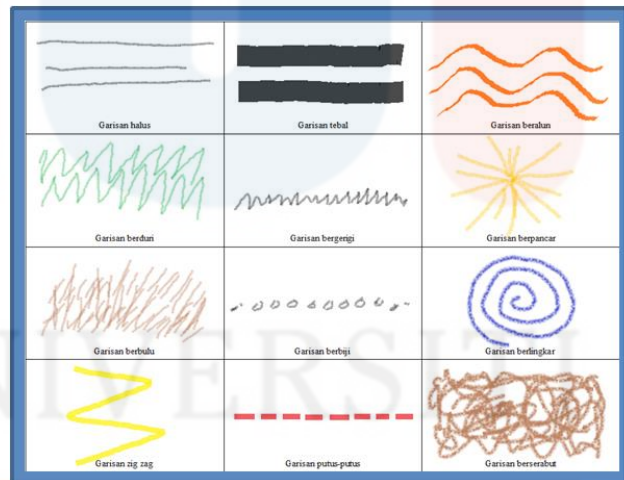 Garisan halus
Garisan tebal
Garisan beralun
Garisan berduri
Garisan bergerigi
Garisan berpancar
Garisan berbulu
Garisan berbiji
Garisan berlingkar
Garisan zig zag
Garisan putus-putus
Garisan berserabut
UNIVERSITI